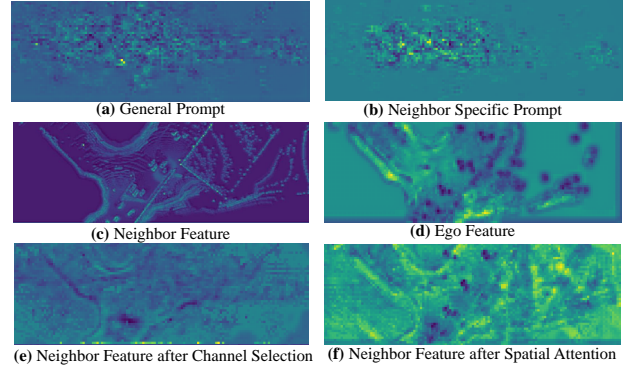 (a) General Prompt
(b) Neighbor Specific Prompt
(c) Neighbor Feature
(d) Ego Feature
(e) Neighbor Feature after Channel Selection
(f) Neighbor Feature after Spatial Attention